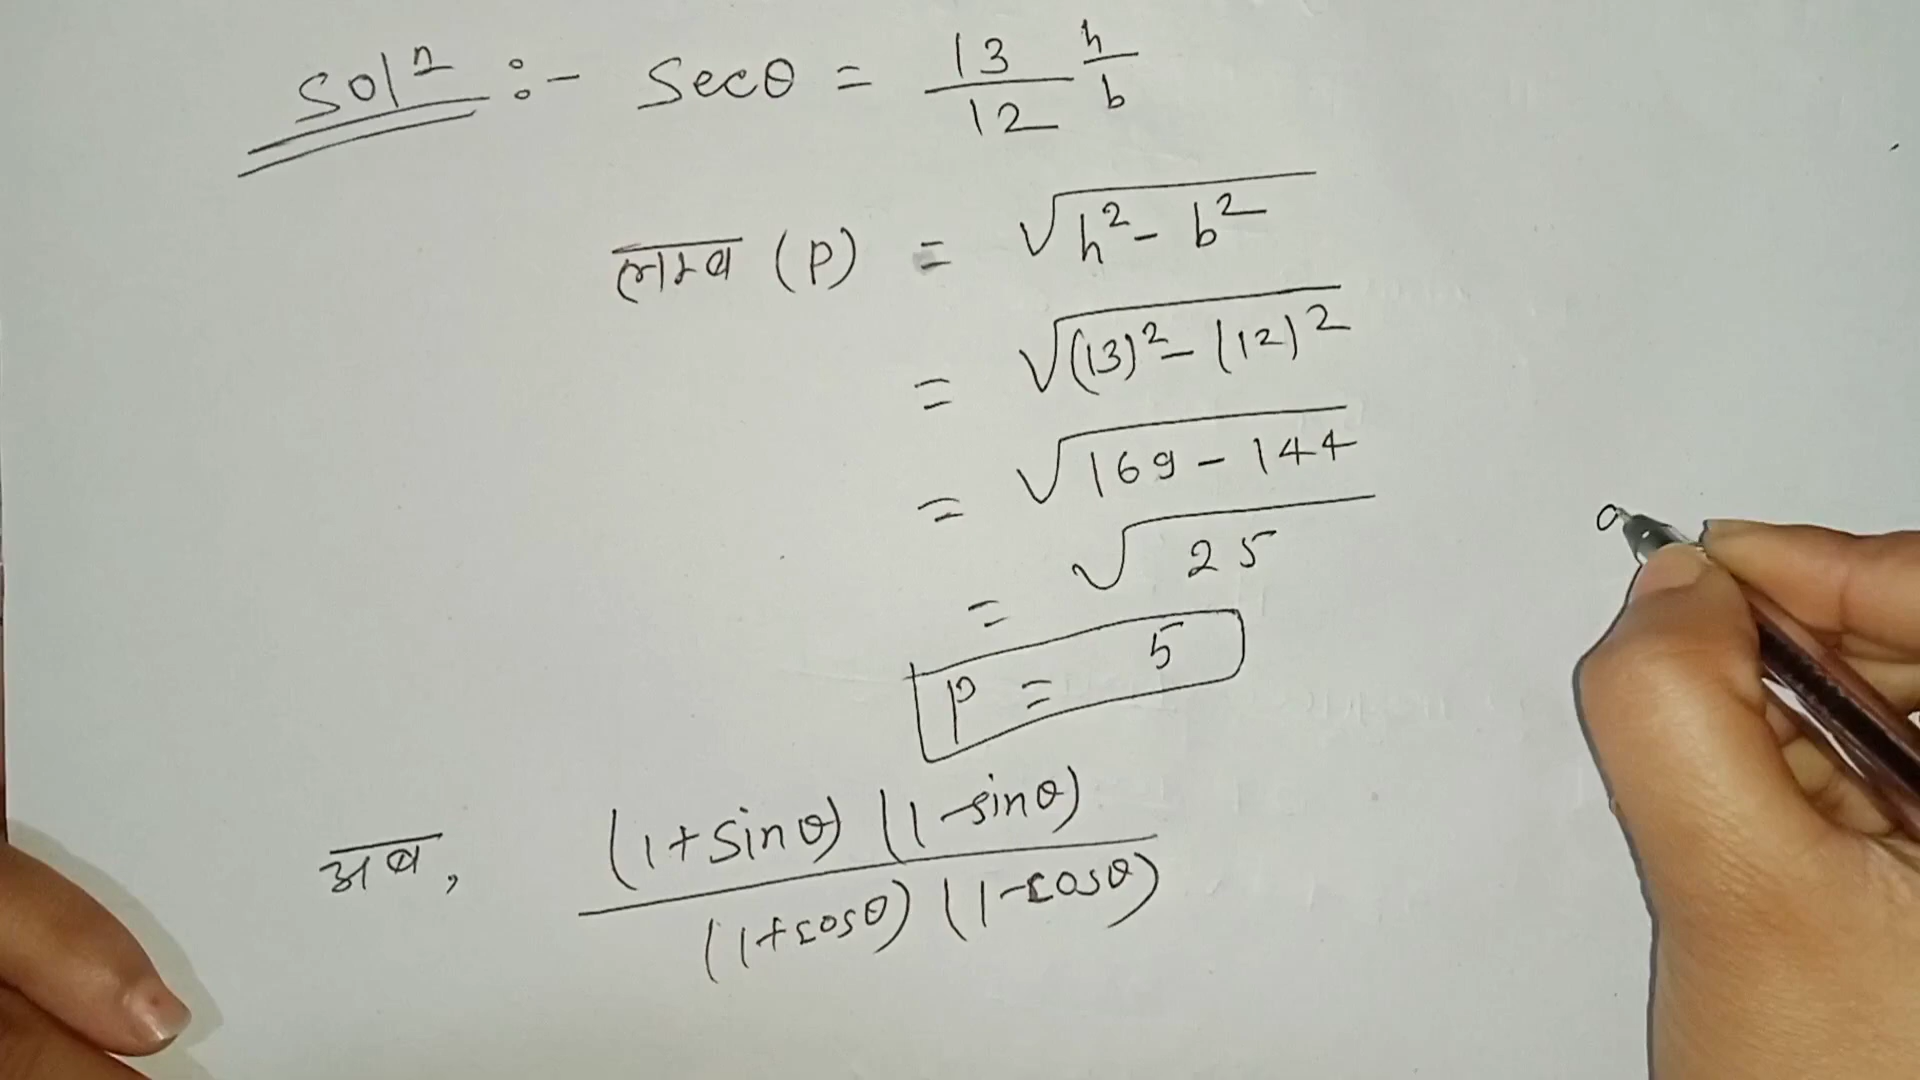 Solⁿ :- Secθ = 13/12 h/b
लम्ब (P) = √(h² - b²)
= √((13)² - (12)²)
= √(169 - 144)
= √25
P = 5
अब, (1+Sinθ) (1-sinθ) / (1+cosθ) (1-cosθ)